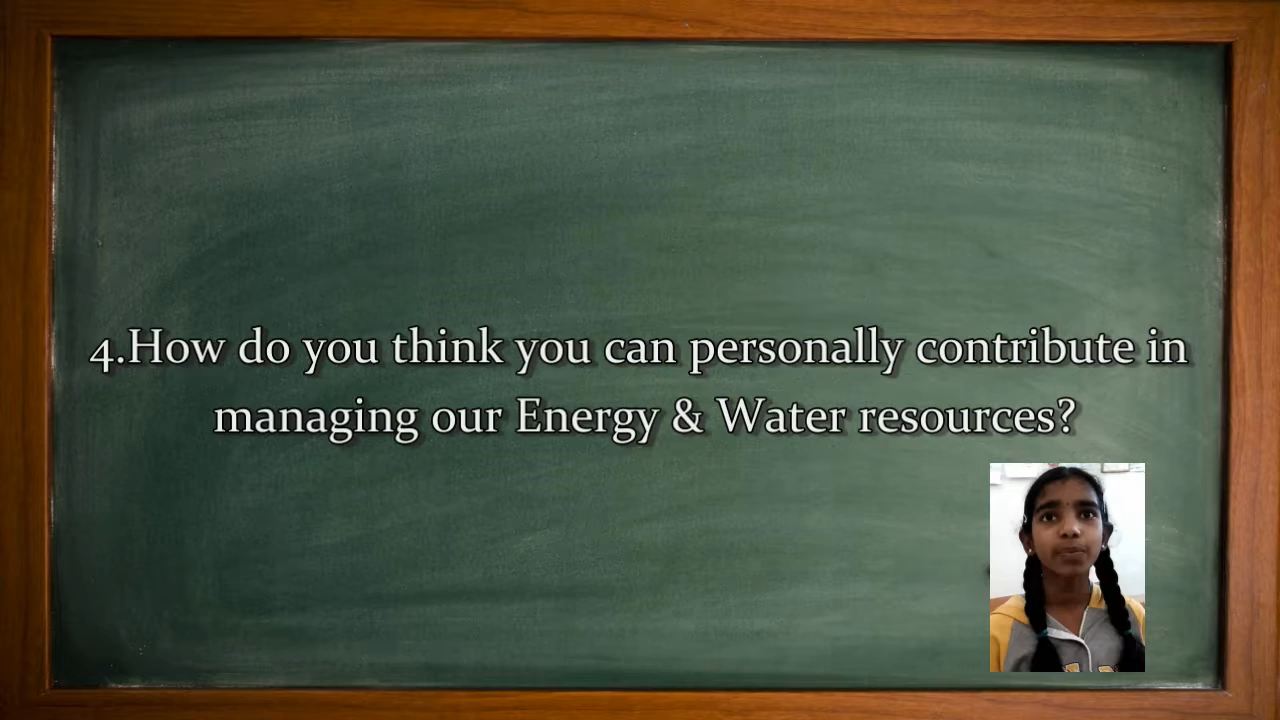 4.How do you think you can personally contribute in
managing our Energy & Water resources?